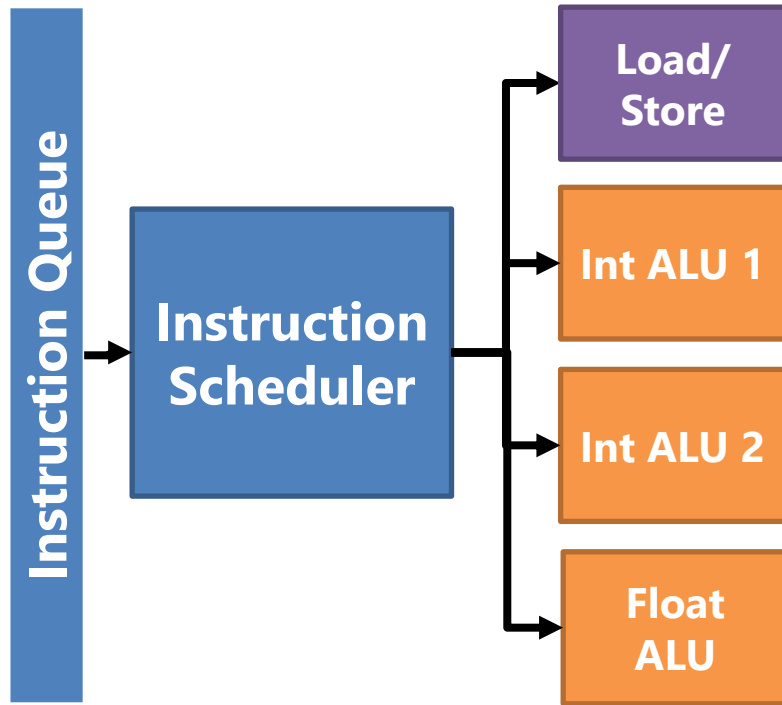 Instruction Queue
Instruction
Scheduler
Load/
Store
Int ALU 1
Int ALU 2
Float
ALU